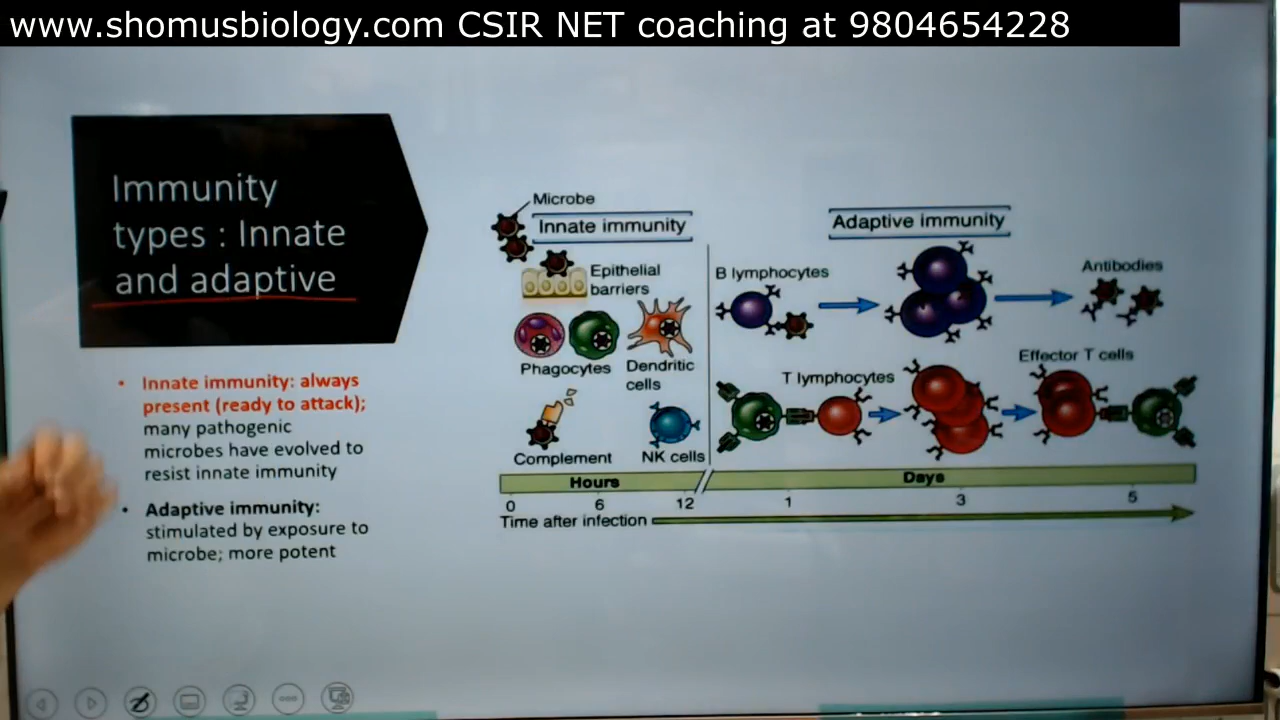 www.shomusbiology.com CSIR NET coaching at 9804654228
Immunity
types : Innate
and adaptive
• Innate immunity: always
present (ready to attack);
many pathogenic
microbes have evolved to
resist innate immunity
• Adaptive immunity:
stimulated by exposure to
microbe; more potent
Microbe
Innate immunity
Epithelial
barriers
Phagocytes
Dendritic
cells
Complement
NK cells
Adaptive immunity
B lymphocytes
Antibodies
T lymphocytes
Effector T cells
Hours
Days
0 6 12 1 3 5
Time after infection